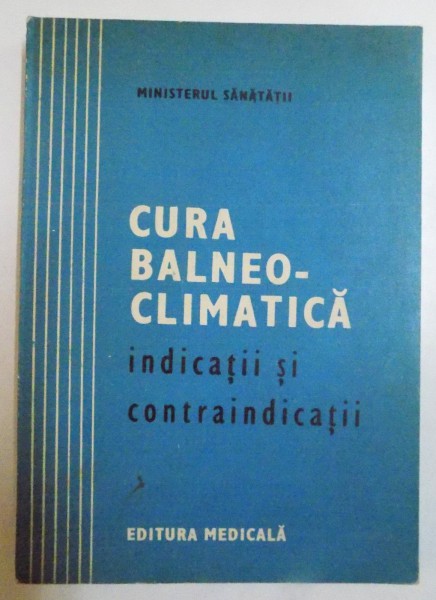 MINISTERUL SĂNĂTĂȚII
CURA
BALNEO-
CLIMATICĂ
indicații și
contraindicații
EDITURA MEDICALĂ